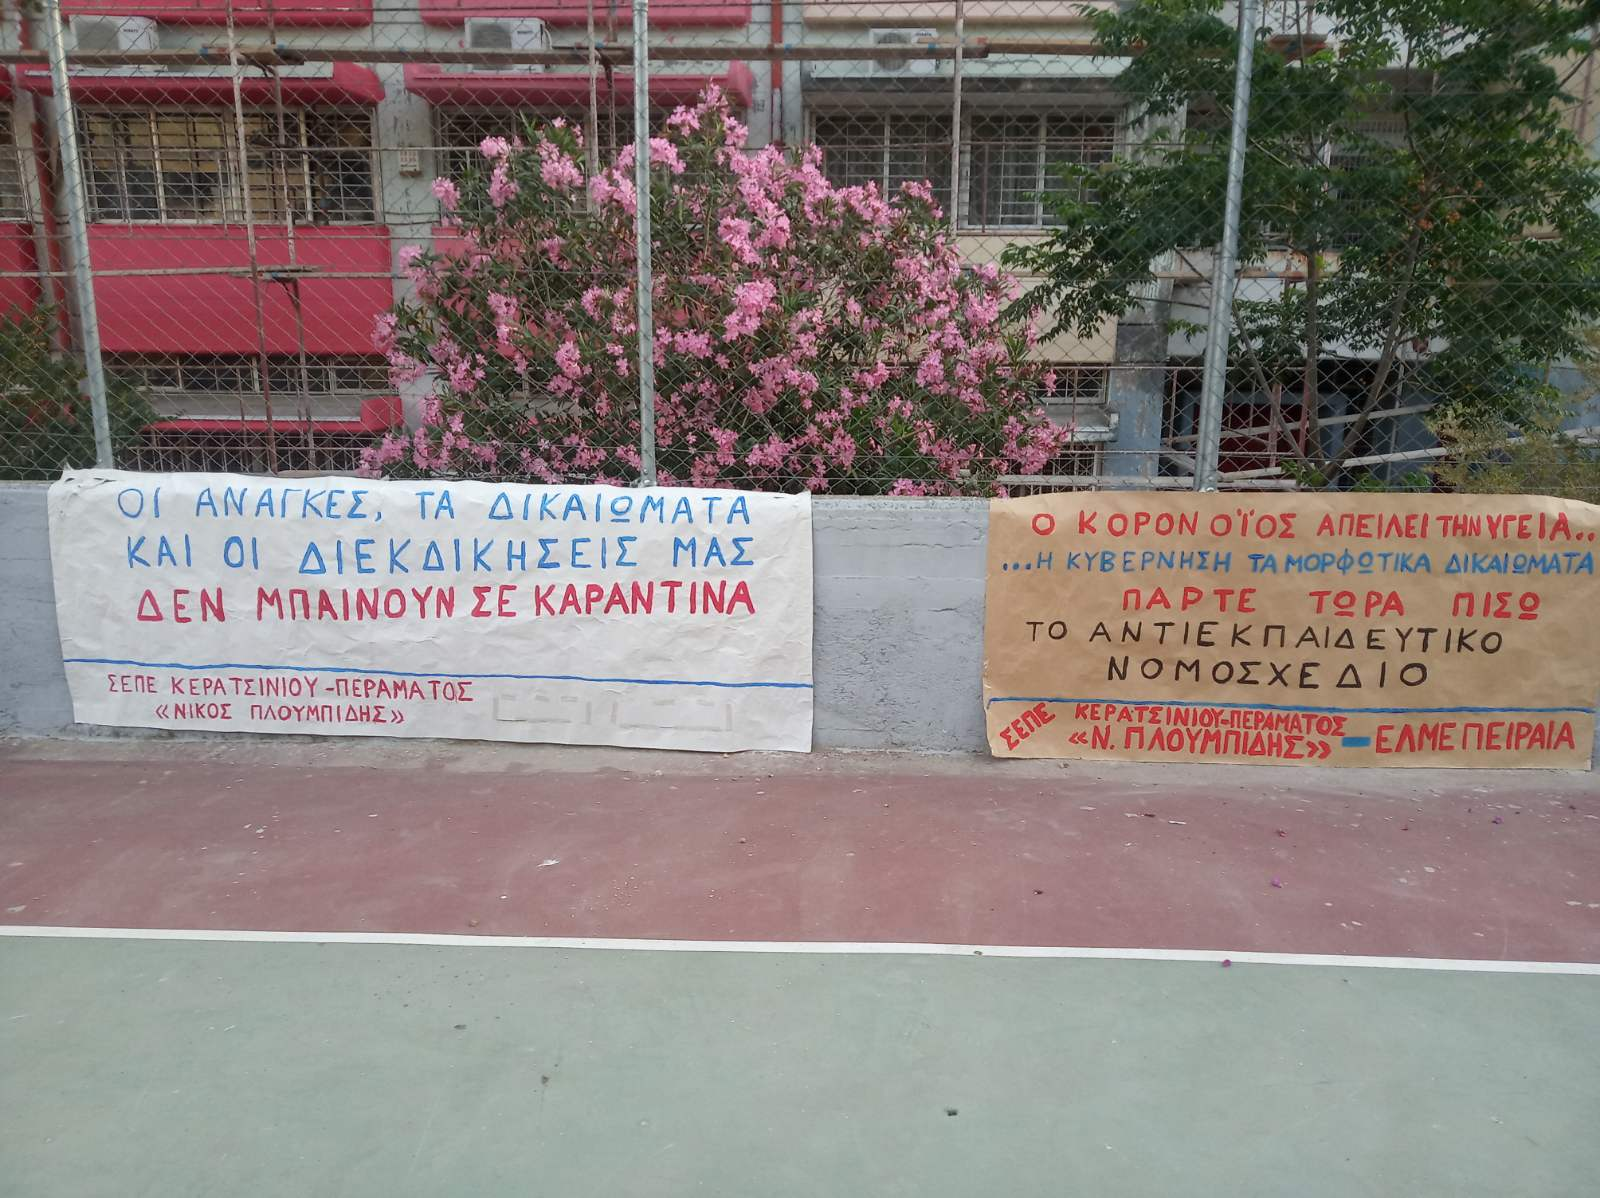 ΟΙ ΑΝΑΓΚΕΣ, ΤΑ ΔΙΚΑΙΩΜΑΤΑ
ΚΑΙ ΟΙ ΔΙΕΚΔΙΚΗΣΕΙΣ ΜΑΣ
ΔΕΝ ΜΠΑΙΝΟΥΝ ΣΕ ΚΑΡΑΝΤΙΝΑ
ΣΕΠΕ ΚΕΡΑΤΣΙΝΙΟΥ-ΠΕΡΑΜΑΤΟΣ
«ΝΙΚΟΣ ΠΛΟΥΜΠΙΔΗΣ»
Ο ΚΟΡΟΝΟΪΟΣ ΑΠΕΙΛΕΙ ΤΗΝ ΥΓΕΙΑ..
...Η ΚΥΒΕΡΝΗΣΗ ΤΑ ΜΟΡΦΩΤΙΚΑ ΔΙΚΑΙΩΜΑΤΑ
ΠΑΡΤΕ ΤΩΡΑ ΠΙΣΩ
ΤΟ ΑΝΤΙΕΚΠΑΙΔΕΥΤΙΚΟ
ΝΟΜΟΣΧΕΔΙΟ
ΣΕΠΕ ΚΕΡΑΤΣΙΝΙΟΥ-ΠΕΡΑΜΑΤΟΣ
«Ν. ΠΛΟΥΜΠΙΔΗΣ» - ΕΛΜΕ ΠΕΙΡΑΙΑ